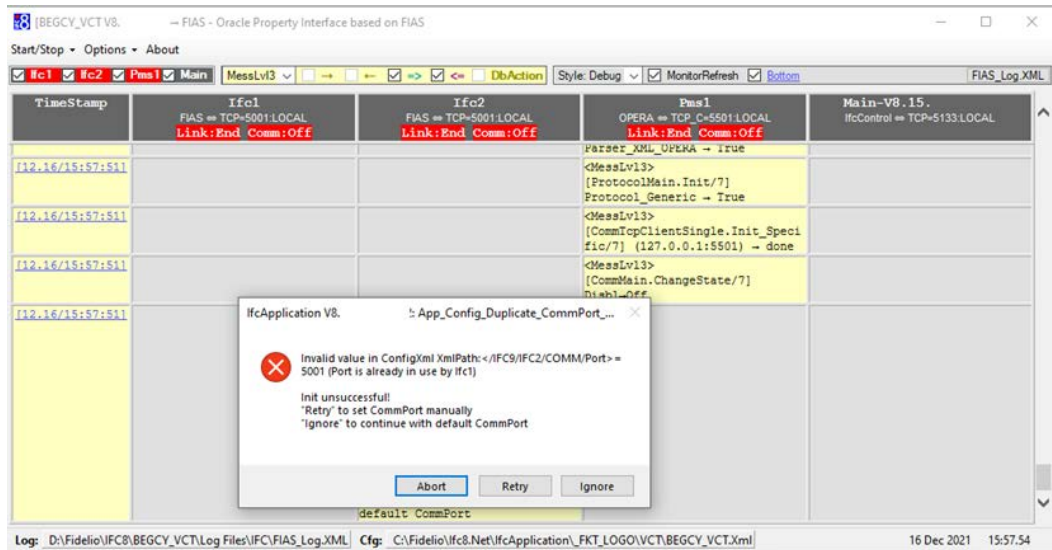 [BEGCY_VCT V8. — FIAS - Oracle Property Interface based on FIAS
Start/Stop Options About
Ifc1 Ifc2 Pms1 Main MessLvl3 → ← => <= DbAction Style: Debug MonitorRefresh Bottom FIAS_Log.XML
TimeStamp Ifc1 Ifc2 Pms1 Main-V8.15.
FIAS ⇔ TCP=5001:LOCAL FIAS ⇔ TCP=5001:LOCAL OPERA ⇔ TCP_C=5501:LOCAL IfcControl ⇔ TCP=5133:LOCAL
Link:End Comm:Off Link:End Comm:Off Link:End Comm:Off
Parser_XML_OPERA → True
[12.16/15:57:51] <MessLvl3>
[ProtocolMain.Init/7]
Protocol_Generic → True
[12.16/15:57:51] <MessLvl3>
[CommTcpClientSingle.Init_Speci
fic/7] (127.0.0.1:5501) → done
[12.16/15:57:51] <MessLvl3>
[CommMain.ChangeState/7]
Disbl→Off
[12.16/15:57:51]
IfcApplication V8. : App_Config_Duplicate_CommPort_...
Invalid value in ConfigXml XmlPath:</IFC9/IFC2/COMM/Port> =
5001 (Port is already in use by Ifc1)
Init unsuccessful!
"Retry" to set CommPort manually
"Ignore" to continue with default CommPort
Abort Retry Ignore
default CommPort
Log: D:\Fidelio\IFC8\BEGCY_VCT\Log Files\IFC\FIAS_Log.XML Cfg: C:\Fidelio\Ifc8.Net\IfcApplication\_FKT_LOGO\VCT\BEGCY_VCT.Xml 16 Dec 2021 15:57.54